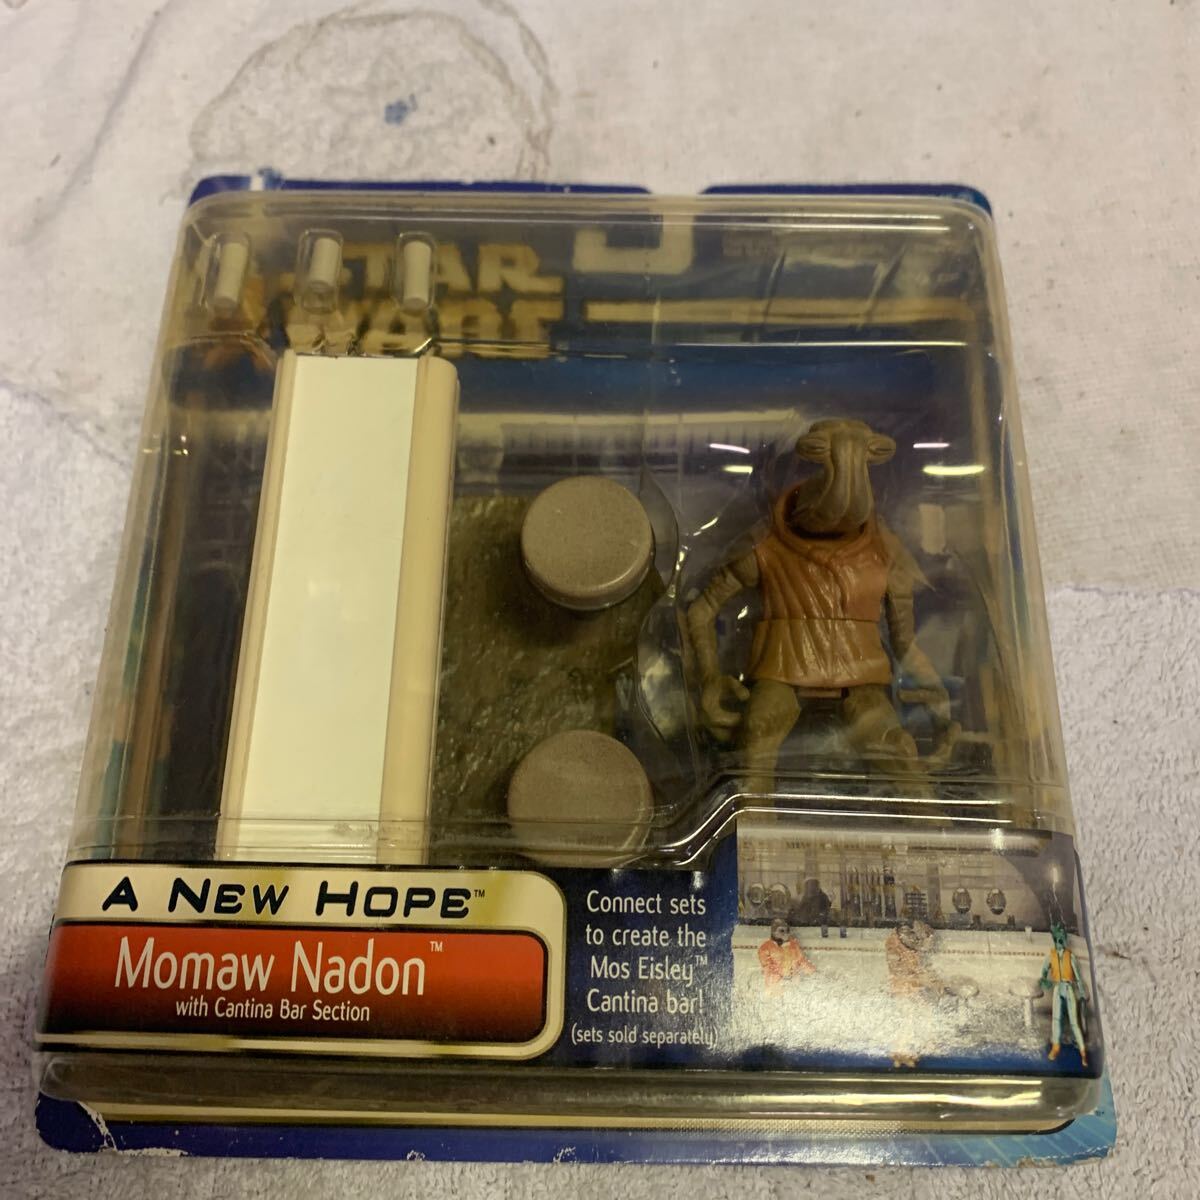 STAR
WARS
A NEW HOPE™
Momaw Nadon™
with Cantina Bar Section
Connect sets
to create the
Mos Eisley™
Cantina bar!
(sets sold separately)